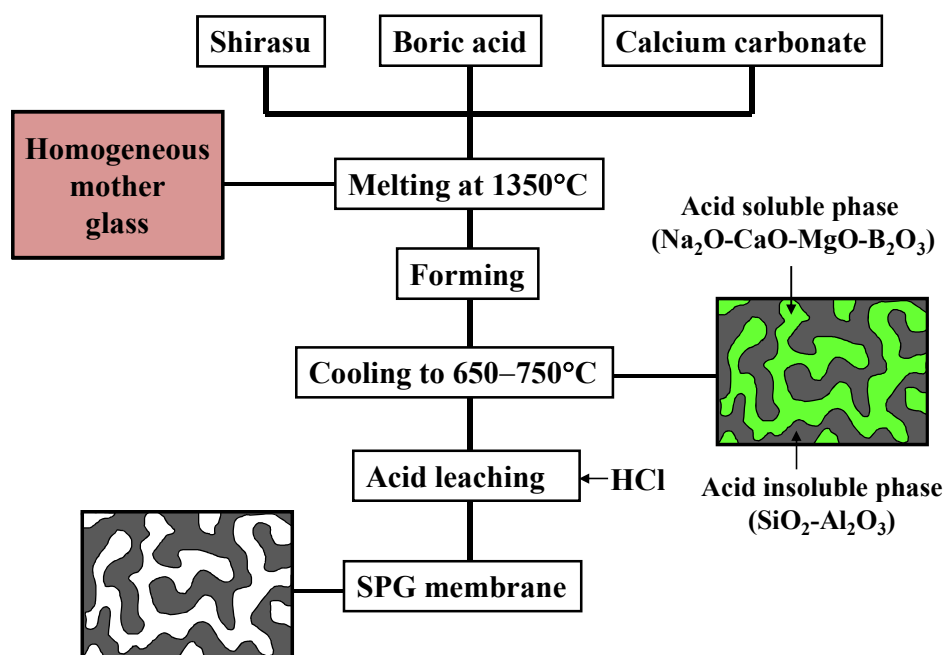 Shirasu
Boric acid
Calcium carbonate
Homogeneous
mother
glass
Melting at 1350°C
Acid soluble phase
(Na₂O-CaO-MgO-B₂O₃)
Forming
Cooling to 650–750°C
Acid leaching
HCl
Acid insoluble phase
(SiO₂-Al₂O₃)
SPG membrane